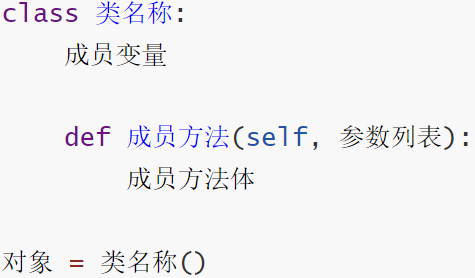 class 类名称:
成员变量
def 成员方法(self, 参数列表):
成员方法体
对象 = 类名称()